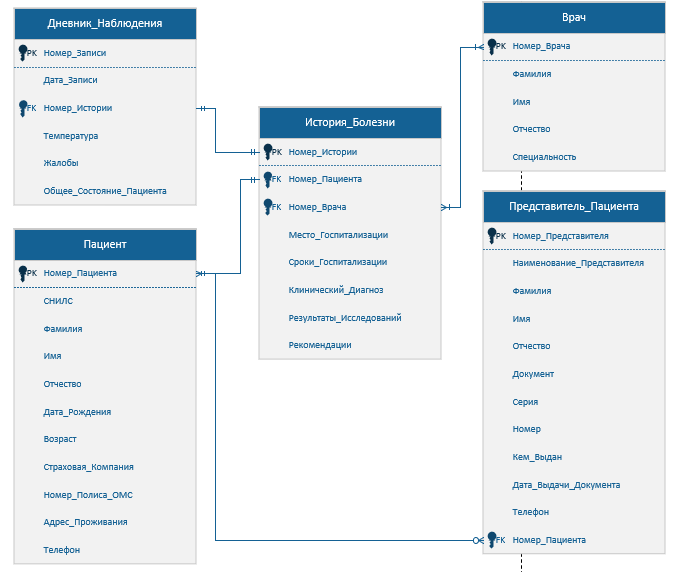 Дневник_Наблюдения
PK Номер_Записи
Дата_Записи
FK Номер_Истории
Температура
Жалобы
Общее_Состояние_Пациента
Пациент
PK Номер_Пациента
СНИЛС
Фамилия
Имя
Отчество
Дата_Рождения
Возраст
Страховая_Компания
Номер_Полиса_ОМС
Адрес_Проживания
Телефон
История_Болезни
PK Номер_Истории
FK Номер_Пациента
FK Номер_Врача
Место_Госпитализации
Сроки_Госпитализации
Клинический_Диагноз
Результаты_Исследований
Рекомендации
Врач
PK Номер_Врача
Фамилия
Имя
Отчество
Специальность
Представитель_Пациента
PK Номер_Представителя
Наименование_Представителя
Фамилия
Имя
Отчество
Документ
Серия
Номер
Кем_Выдан
Дата_Выдачи_Документа
Телефон
FK Номер_Пациента